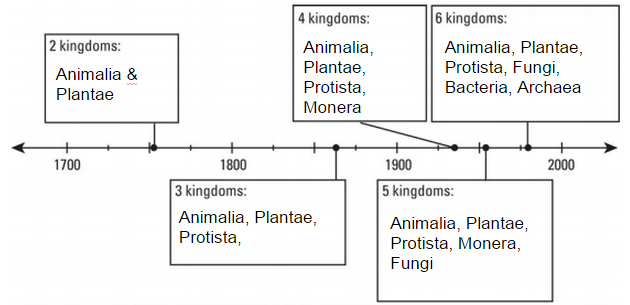 2 kingdoms:
Animalia &
Plantae
4 kingdoms:
Animalia,
Plantae,
Protista,
Monera
6 kingdoms:
Animalia, Plantae,
Protista, Fungi,
Bacteria, Archaea
1700
1800
1900
2000
3 kingdoms:
Animalia, Plantae,
Protista,
5 kingdoms:
Animalia, Plantae,
Protista, Monera,
Fungi